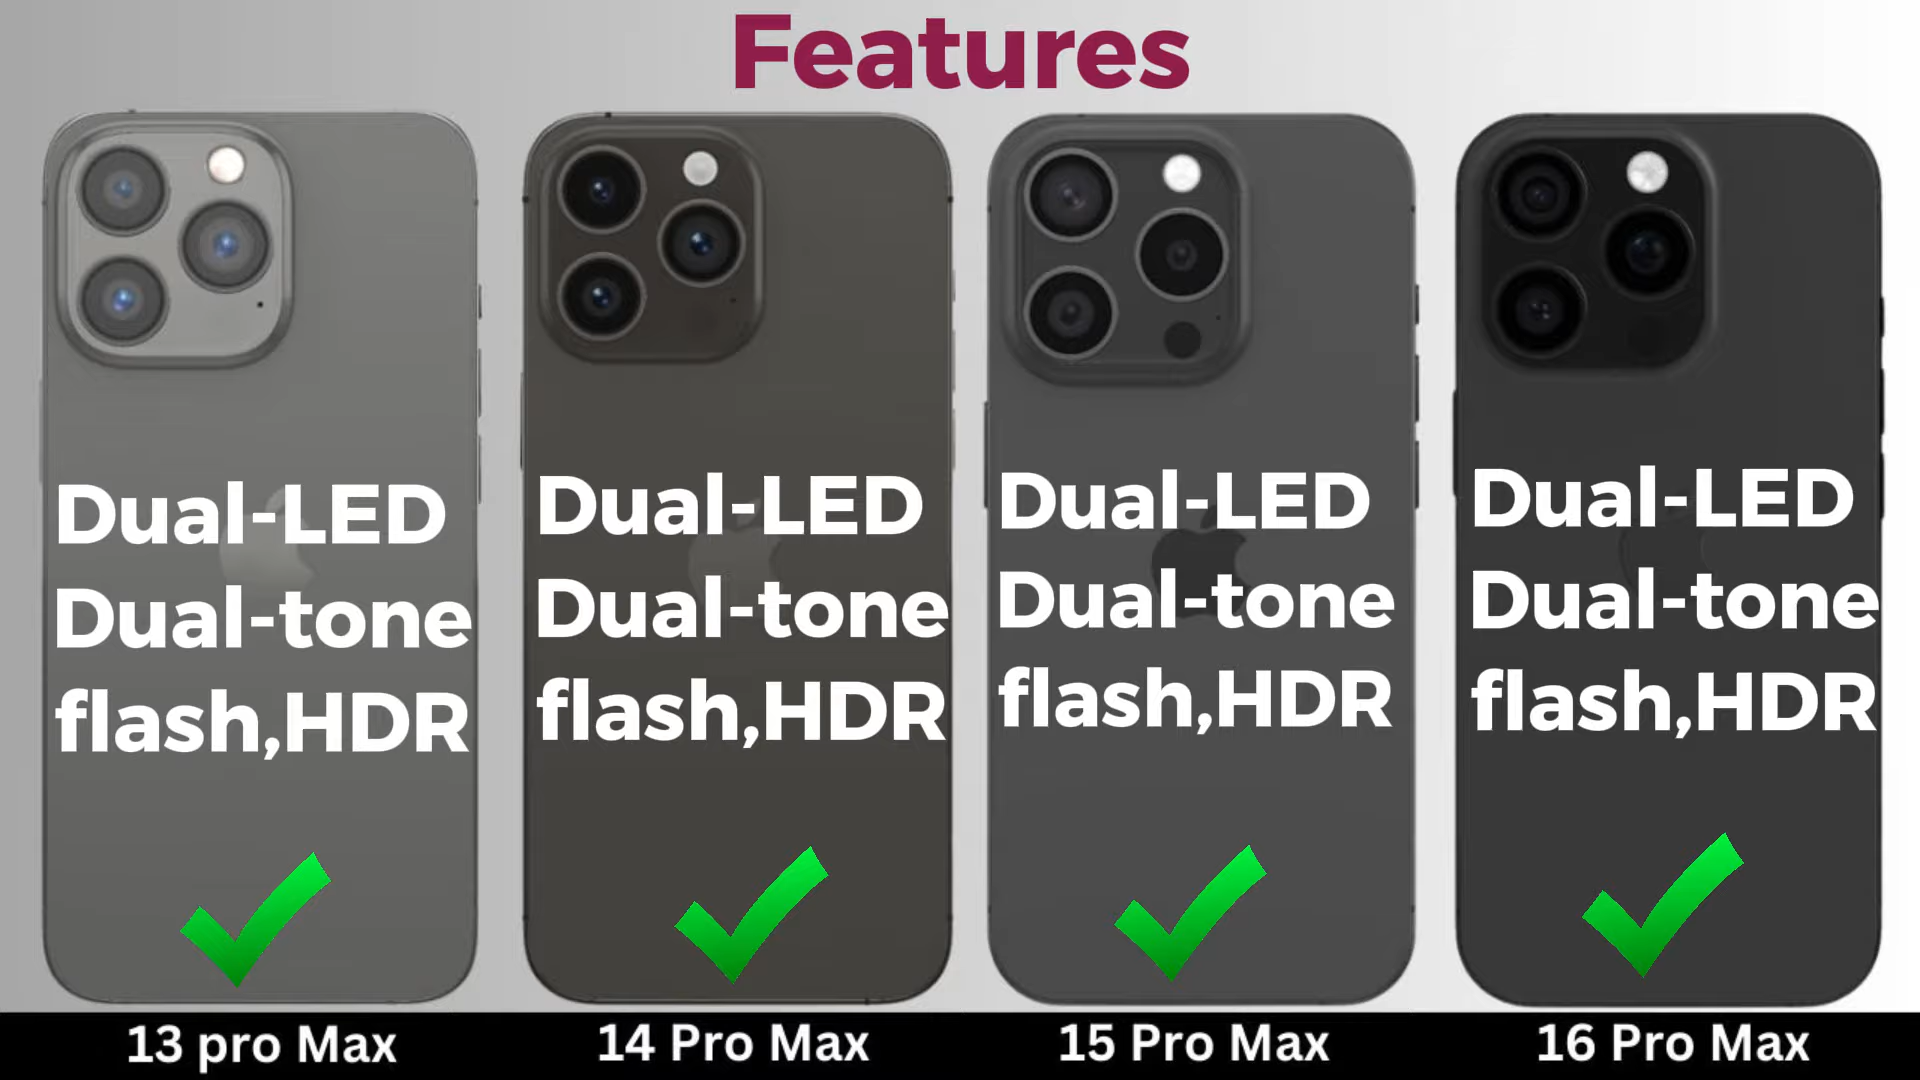 Features
Dual-LED
Dual-tone
flash,HDR
Dual-LED
Dual-tone
flash,HDR
Dual-LED
Dual-tone
flash,HDR
Dual-LED
Dual-tone
flash,HDR
13 pro Max
14 Pro Max
15 Pro Max
16 Pro Max